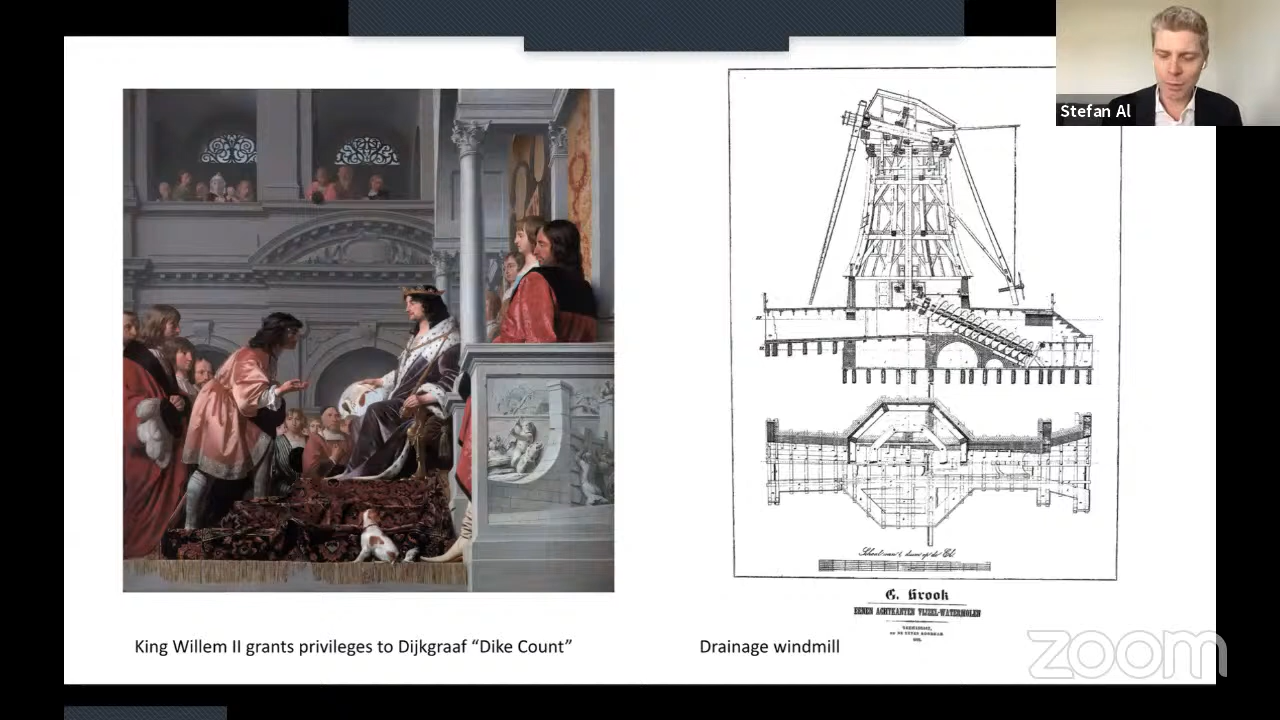 Stefan Al
G. Krook
EENEN ACHTKANTEN VIJZEL-WATERMOLEN
King Willem II grants privileges to Dijkgraaf “Dike Count”
Drainage windmill
zoom